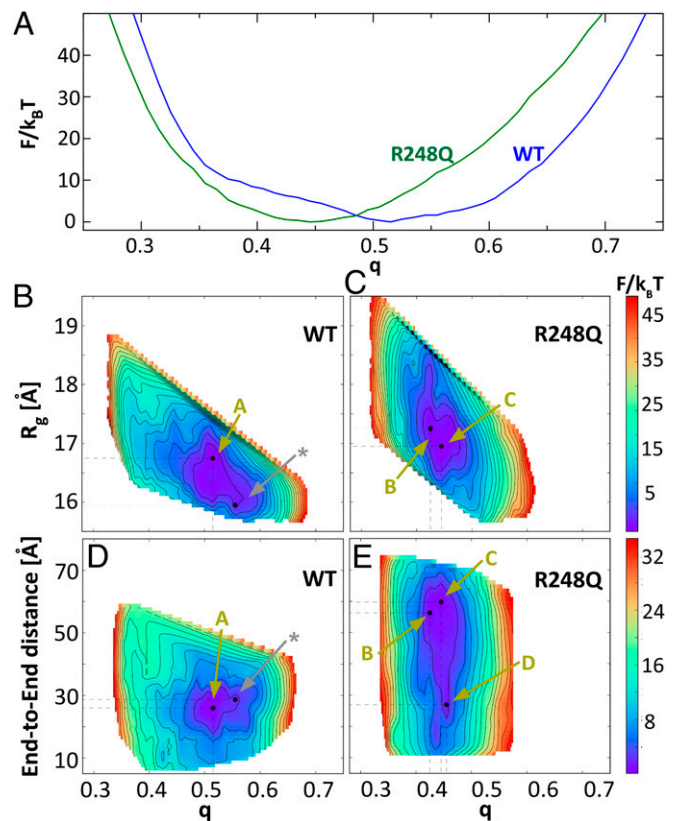 A
F/kBT
40
30
20
10
0
R248Q
WT
0.3
0.4
0.5
0.6
0.7
q
B
WT
C
R248Q
F/kBT
Rg [Å]
19
18
17
16
A
*
C
B
45
35
25
15
5
D
WT
E
R248Q
End-to-End distance [Å]
70
50
30
10
A
*
C
B
D
32
24
16
8
0.3
0.4
0.5
0.6
0.7
q
0.3
0.4
0.5
0.6
0.7
q